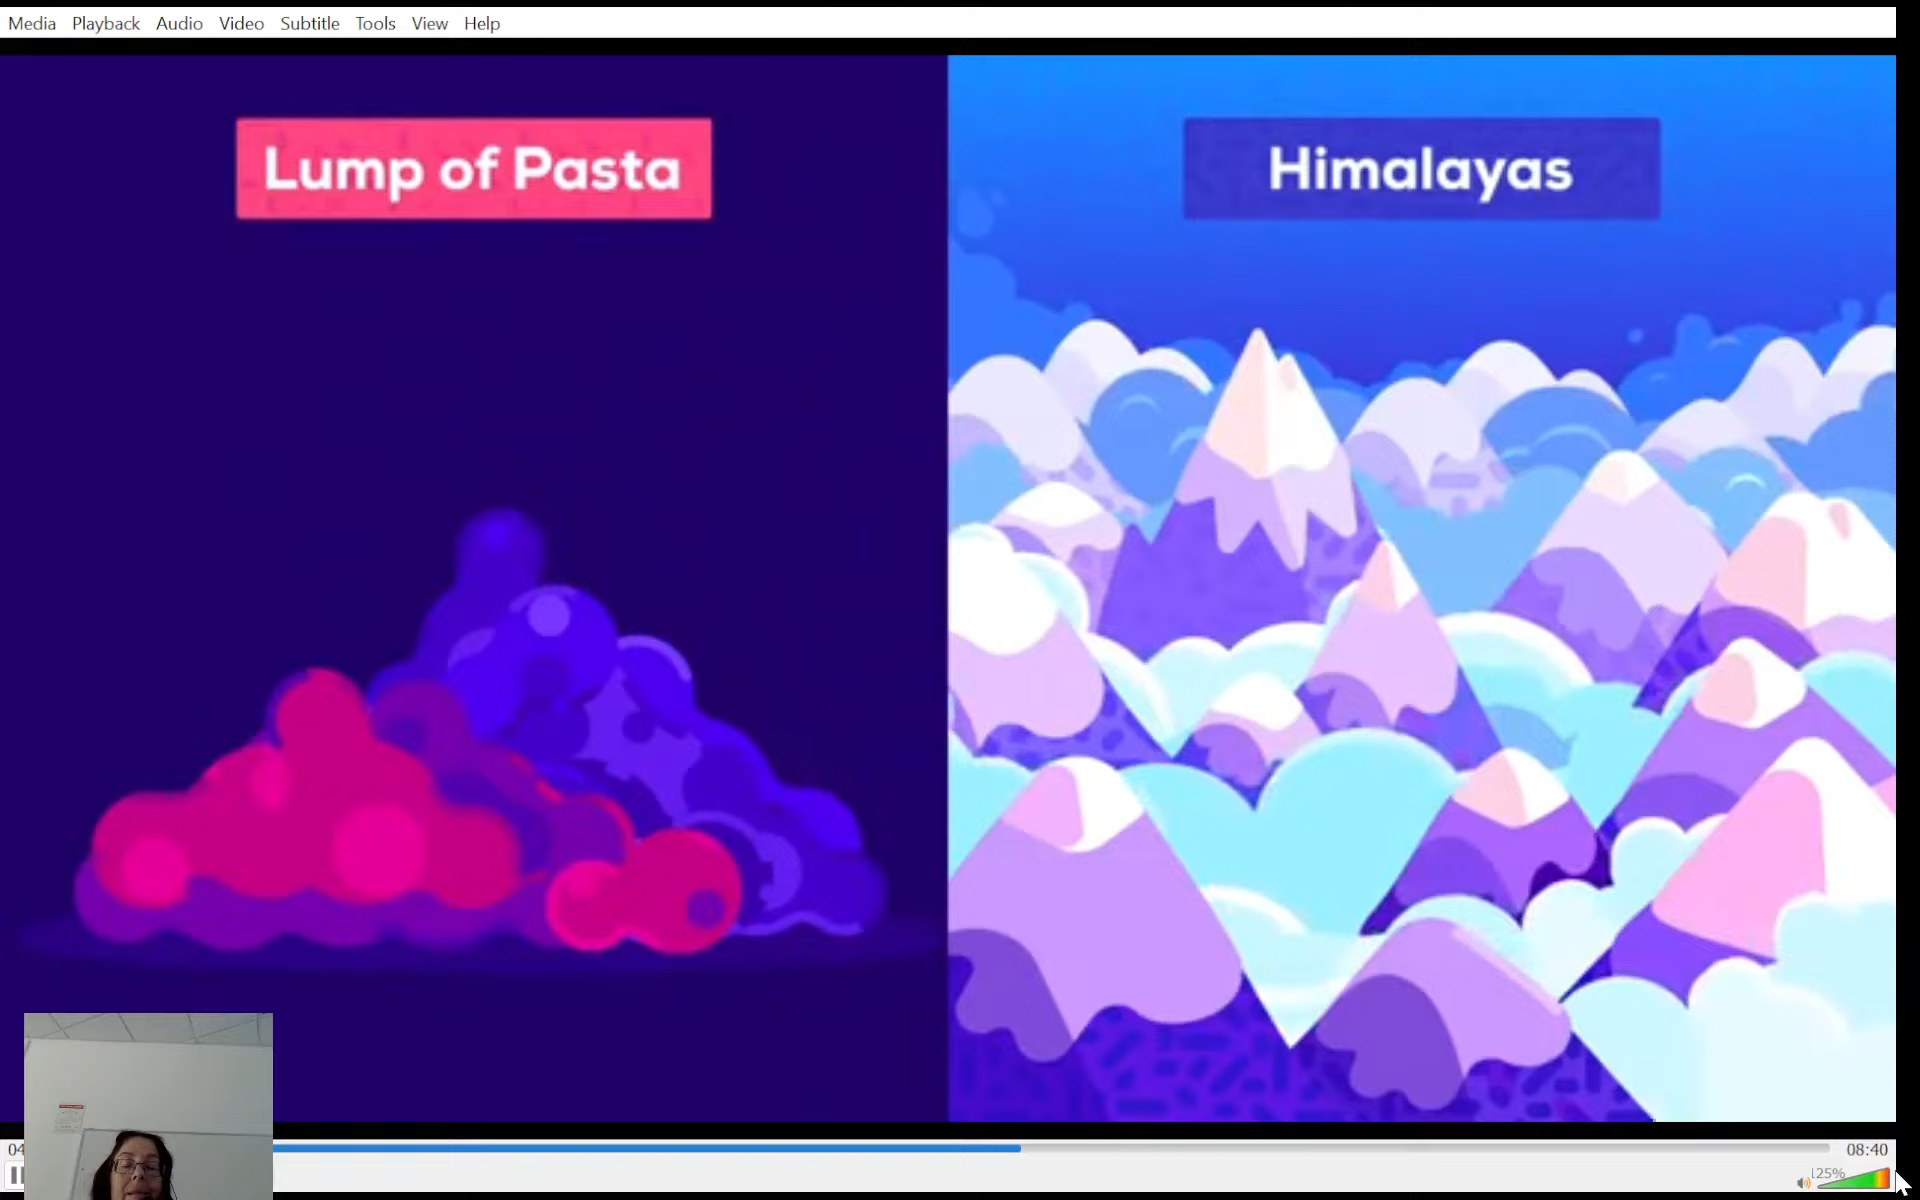 Media Playback Audio Video Subtitle Tools View Help
Lump of Pasta
Himalayas
08:40
125%